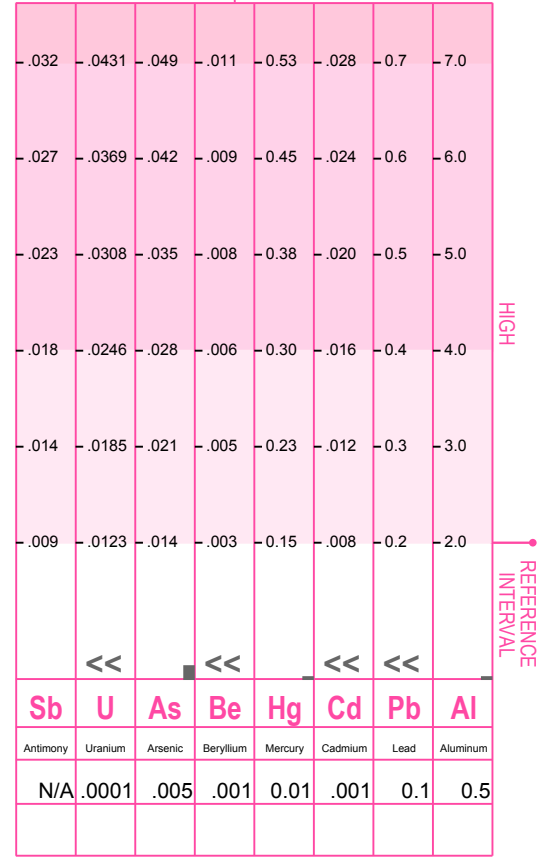 .032 .0431 .049 .011 0.53 .028 0.7 7.0
.027 .0369 .042 .009 0.45 .024 0.6 6.0
.023 .0308 .035 .008 0.38 .020 0.5 5.0
HIGH
.018 .0246 .028 .006 0.30 .016 0.4 4.0
.014 .0185 .021 .005 0.23 .012 0.3 3.0
.009 .0123 .014 .003 0.15 .008 0.2 2.0
REFERENCE
INTERVAL
<< << << <<
Sb U As Be Hg Cd Pb Al
Antimony Uranium Arsenic Beryllium Mercury Cadmium Lead Aluminum
N/A .0001 .005 .001 0.01 .001 0.1 0.5